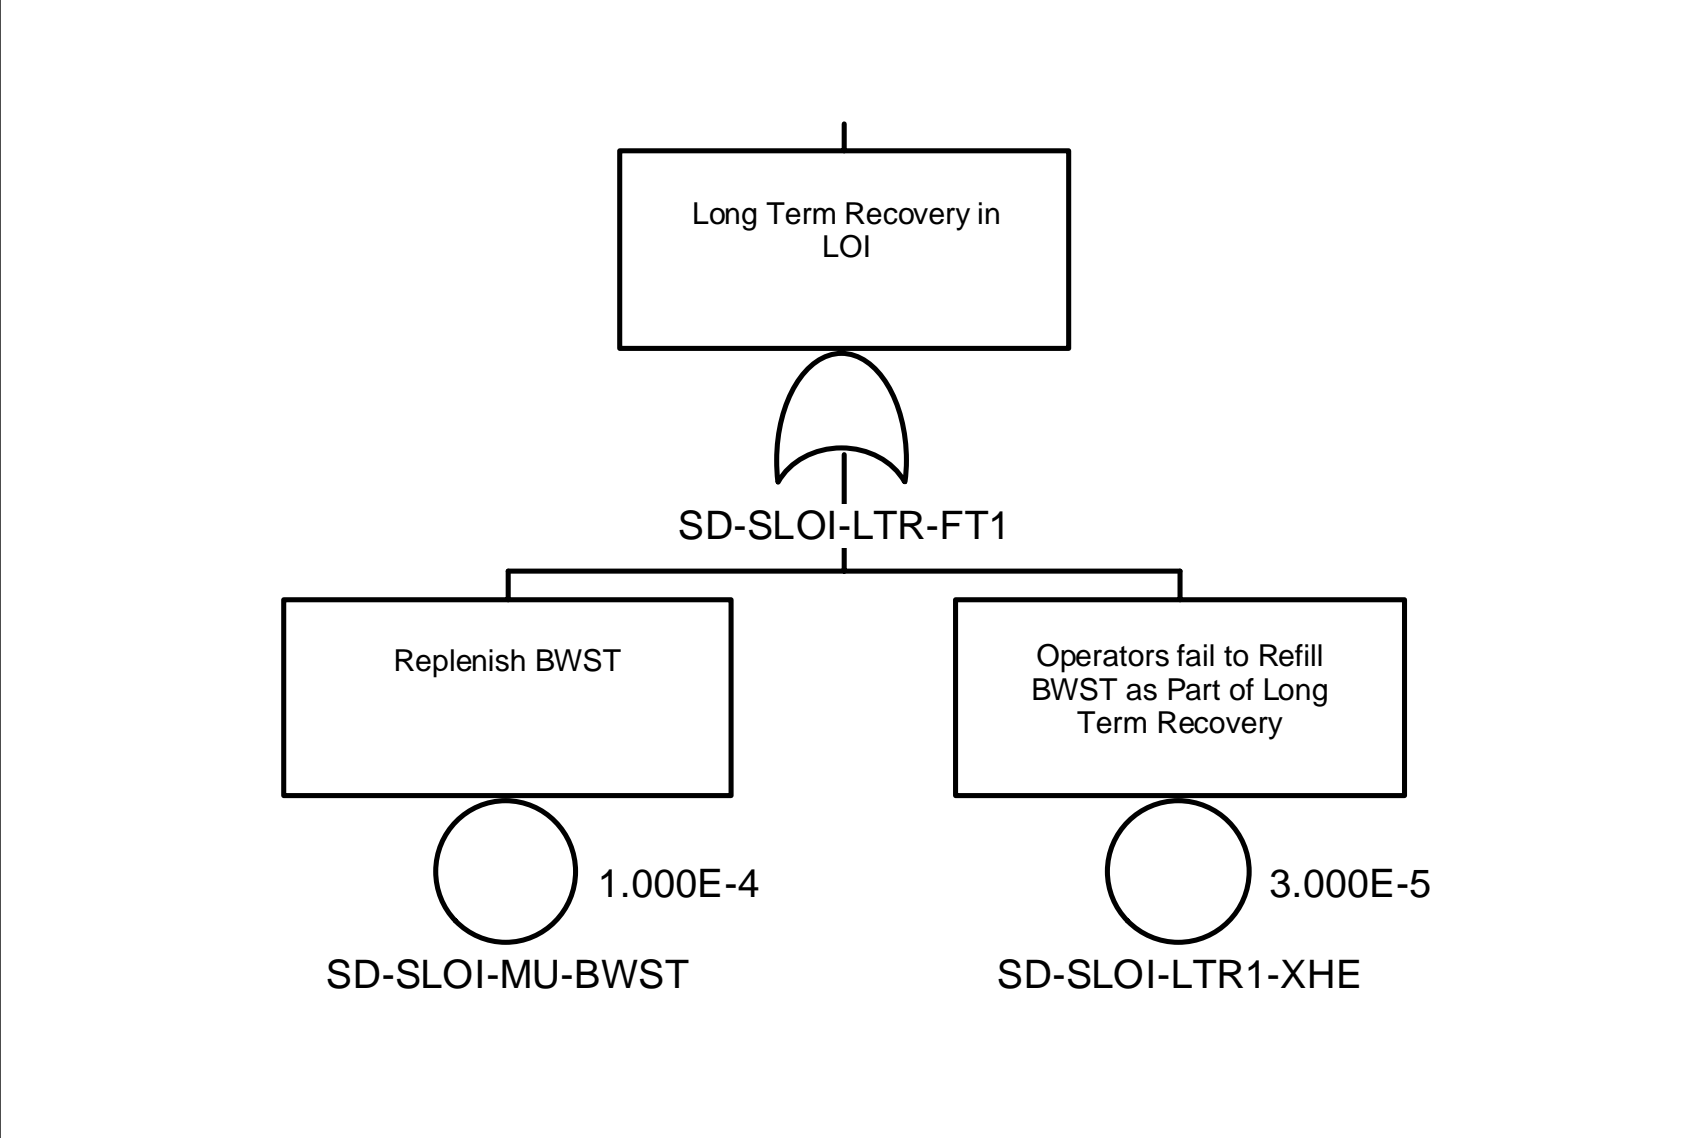 Long Term Recovery in
LOI
SD-SLOI-LTR-FT1
Replenish BWST
Operators fail to Refill
BWST as Part of Long
Term Recovery
1.000E-4
3.000E-5
SD-SLOI-MU-BWST
SD-SLOI-LTR1-XHE